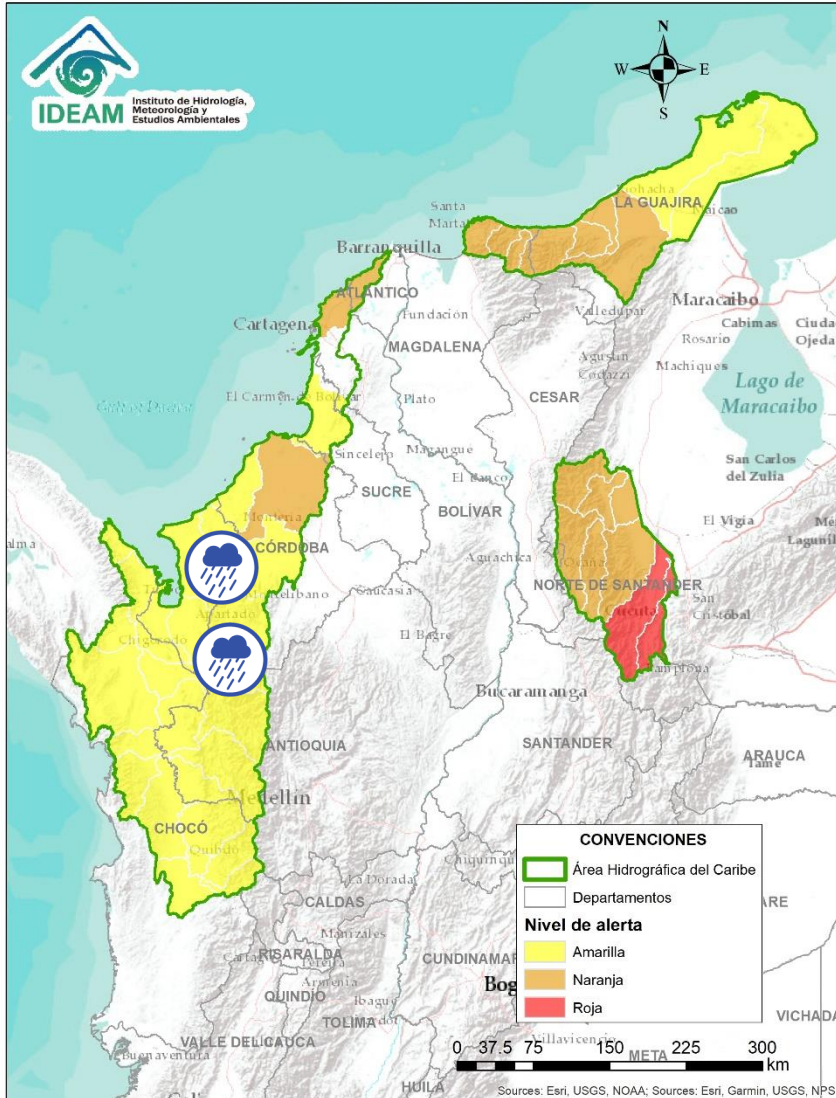 IDEAM
Instituto de Hidrología,
Meteorología y
Estudios Ambientales
N
W
E
S
Santa
Marta
LA GUAJIRA
Barranquilla
ATLÁNTICO
Cartagena
Fundación
Maracaibo
Valledupar
Cabimas
Ciudad
Ojeda
Rosario
MAGDALENA
Machiques
Agustín
Codazzi
El Carmen de Bolívar
Plato
CESAR
Lago de
Maracaibo
Sincelejo
Magangue
San Carlos
del Zulia
SUCRE
El Banco
BOLÍVAR
El Vigía
Montería
CÓRDOBA
Aguachica
Ocaña
NORTE DE SANTANDER
Caucasia
San
Cristóbal
Apartadó
Cúcuta
El Bagre
Chigorodó
Pamplona
Bucaramanga
ANTIOQUIA
SANTANDER
ARAUCA
Tame
Medellín
CHOCÓ
Quibdó
La Dorada
CALDAS
Manizales
RISARALDA
Pereira
Armenia
QUINDÍO
Ibagué
TOLIMA
VALLE DEL CAUCA
Buenaventura
HUILA
Villavicencio
META
VICHADA
CONVENCIONES
Área Hidrográfica del Caribe
Departamentos
Nivel de alerta
Amarilla
Naranja
Roja
0 37.5 75 150 225 300
km
Sources: Esri, USGS, NOAA; Sources: Esri, Garmin, USGS, NPS